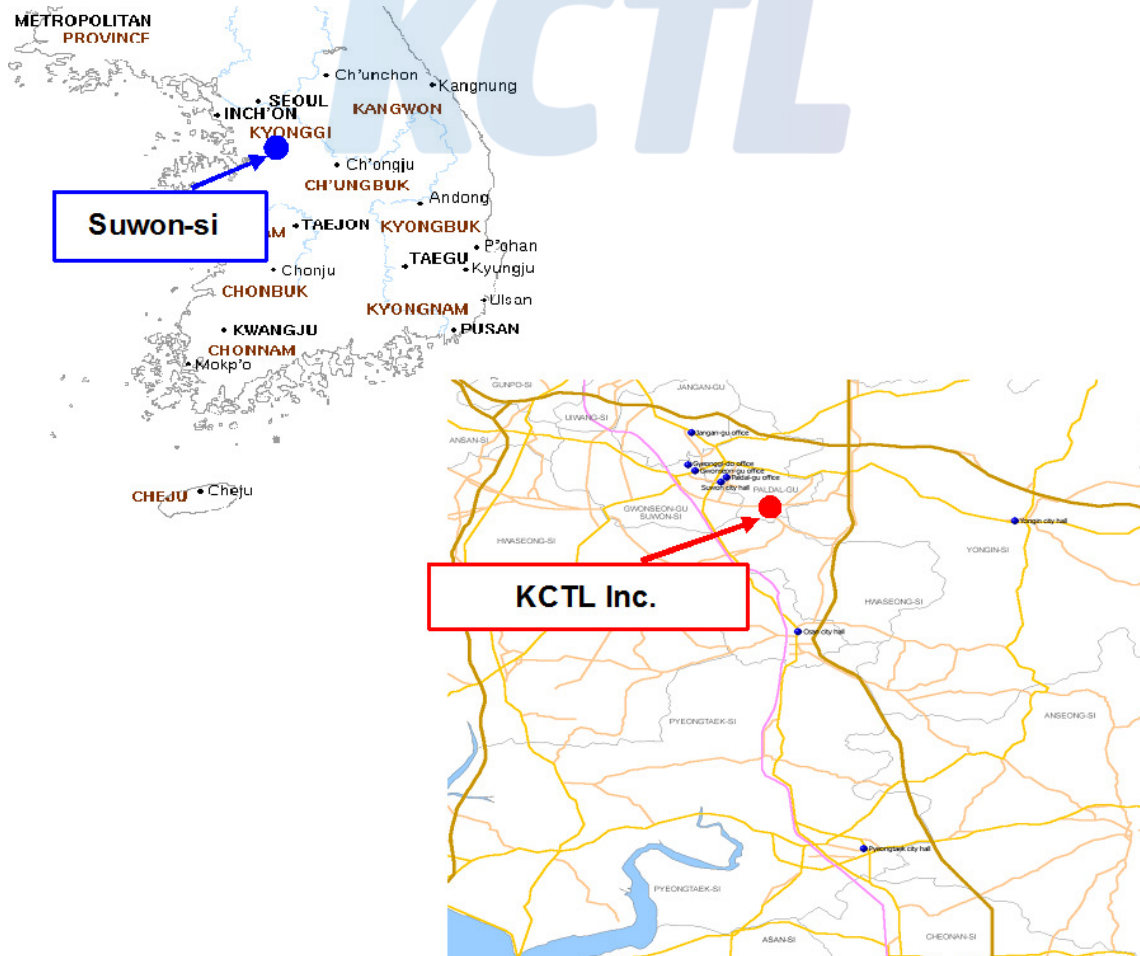 KCTL
METROPOLITAN
PROVINCE
Ch'unchon
Kangnung
SEOUL
KANGWON
INCH'ON
KYONGGI
Ch'ongju
CH'UNGBUK
Andong
Suwon-si
AM
TAEJON
KYONGBUK
P'ohan
TAEGU
Kyungju
Chonju
CHONBUK
Ulsan
KYONGNAM
KWANGJU
PUSAN
CHONNAM
Mokp'o
CHEJU
Cheju
GUNPO-SI
JANGAN-GU
UIWANG-SI
ANSAN-SI
Jangan-gu office
Gyeonggi-do office
Gwonseon-gu office
Paldal-gu office
Suwon city hall
PALDAL-GU
GWONSEON-GU
SUWON-SI
Yongin city hall
HWASEONG-SI
YONGIN-SI
KCTL Inc.
HWASEONG-SI
Osan city hall
PYEONGTAEK-SI
ANSEONG-SI
Pyeongtaek city hall
PYEONGTAEK-SI
ASAN-SI
CHEONAN-SI